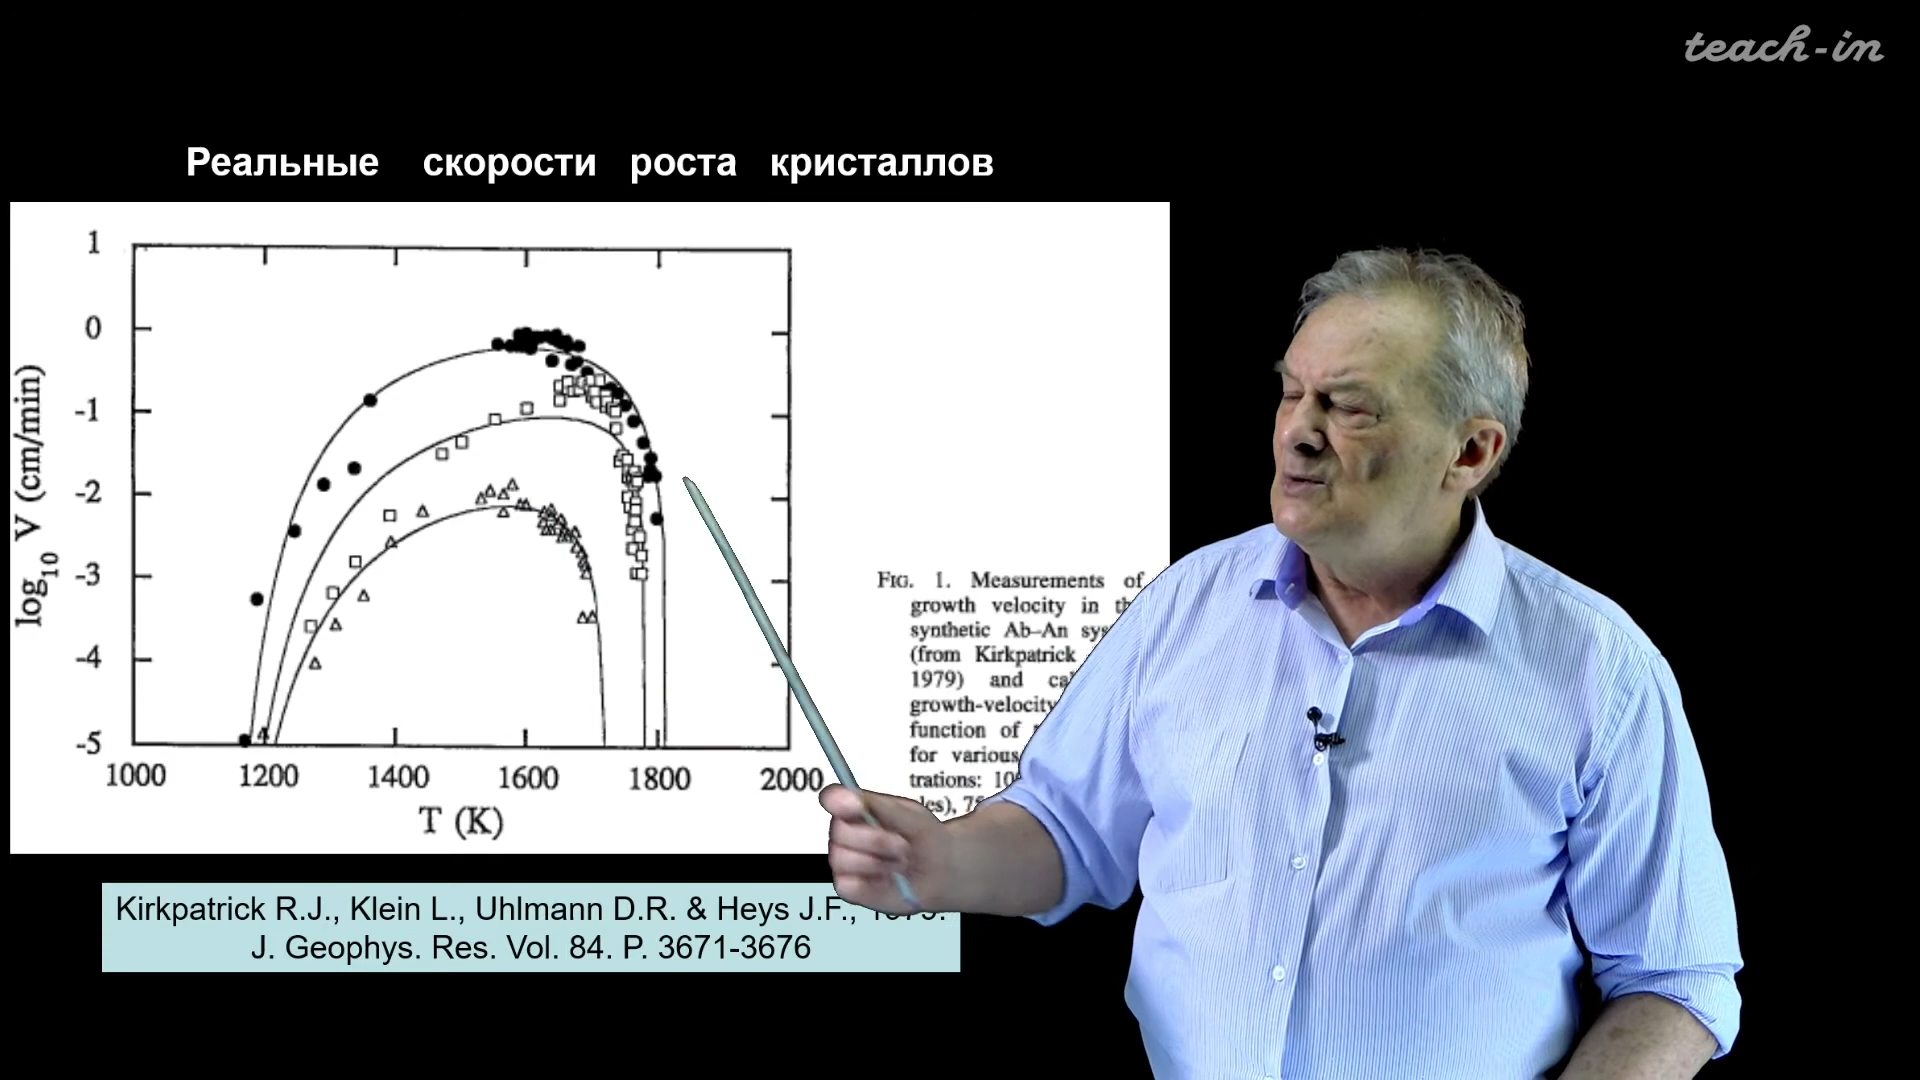 teach-in
Реальные скорости роста кристаллов
1
0
-1
-2
-3
-4
-5
log10 V (cm/min)
1000 1200 1400 1600 1800 2000
T (K)
FIG. 1. Measurements of
growth velocity in
synthetic Ab–An
(from Kirkpatrick
1979) and
growth-velocity
function of
for various
Kirkpatrick R.J., Klein L., Uhlmann D.R. & Heys J.F.,
J. Geophys. Res. Vol. 84. P. 3671-3676